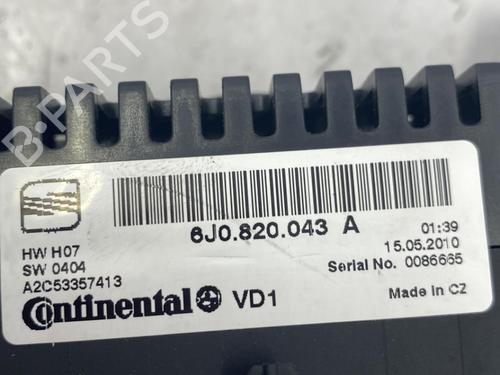 B-PARTS
6J0.820.043 A
01:39
HW H07
15.05.2010
SW 0404
Serial No. 0086665
A2C53357413
Continental VD1
Made in CZ